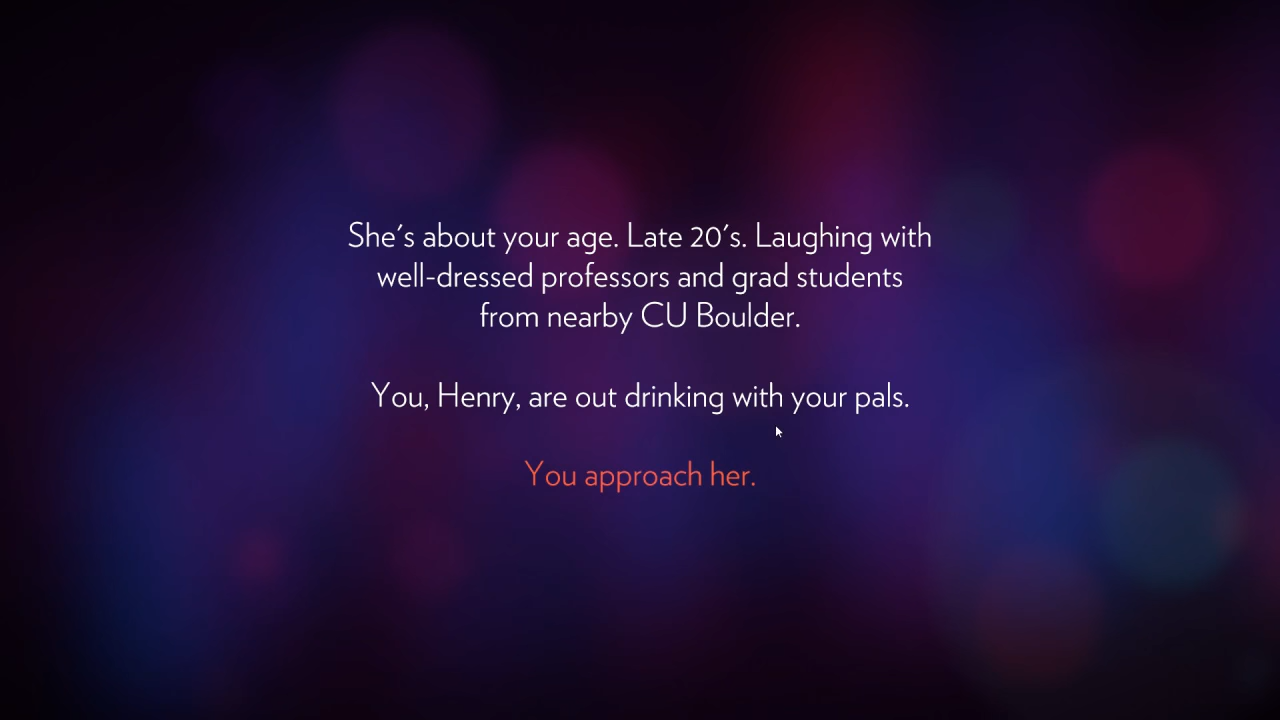 She's about your age. Late 20's. Laughing with
well-dressed professors and grad students
from nearby CU Boulder.
You, Henry, are out drinking with your pals.
You approach her.